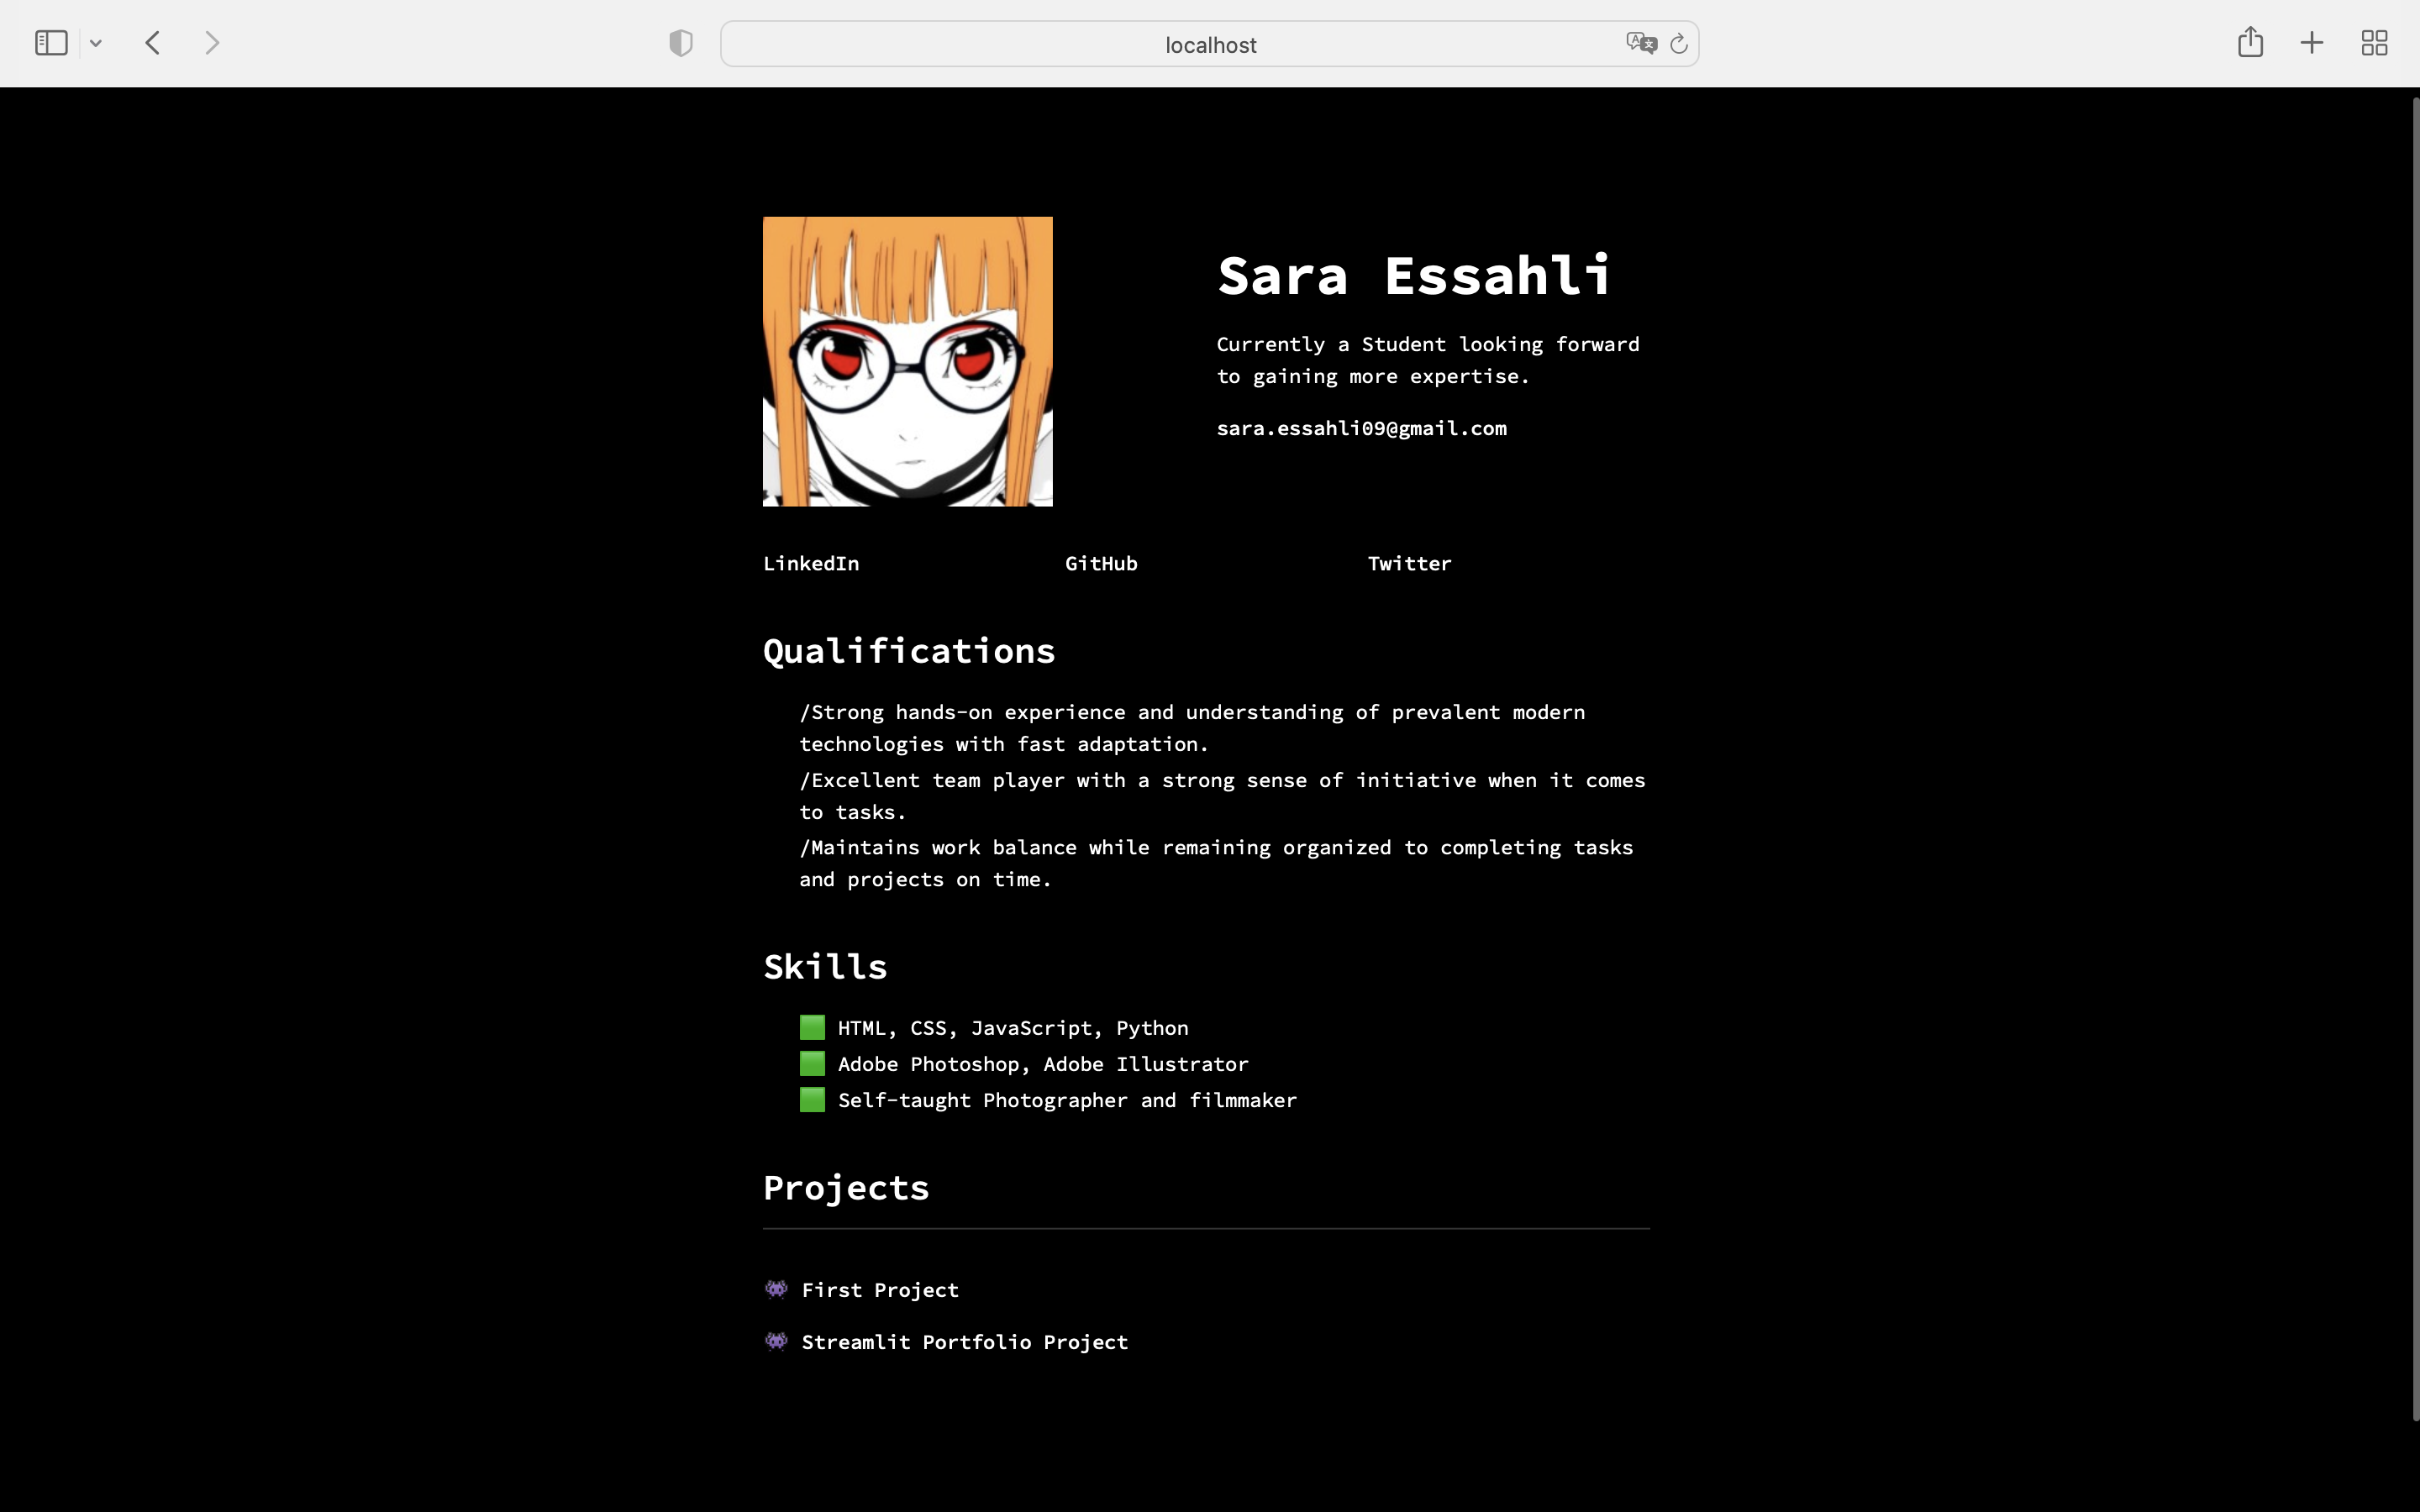 localhost
Sara Essahli
Currently a Student looking forward
to gaining more expertise.
sara.essahli09@gmail.com
LinkedIn GitHub Twitter
Qualifications
/Strong hands-on experience and understanding of prevalent modern
technologies with fast adaptation.
/Excellent team player with a strong sense of initiative when it comes
to tasks.
/Maintains work balance while remaining organized to completing tasks
and projects on time.
Skills
🟩 HTML, CSS, JavaScript, Python
🟩 Adobe Photoshop, Adobe Illustrator
🟩 Self-taught Photographer and filmmaker
Projects
👾 First Project
👾 Streamlit Portfolio Project